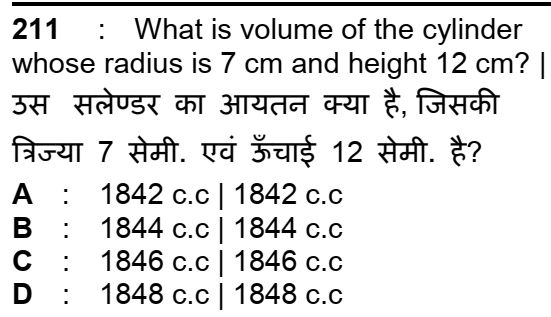 211 : What is volume of the cylinder
whose radius is 7 cm and height 12 cm? |
उस सलेण्डर का आयतन क्या है, जिसकी
त्रिज्या 7 सेमी. एवं ऊँचाई 12 सेमी. है?
A : 1842 c.c | 1842 c.c
B : 1844 c.c | 1844 c.c
C : 1846 c.c | 1846 c.c
D : 1848 c.c | 1848 c.c